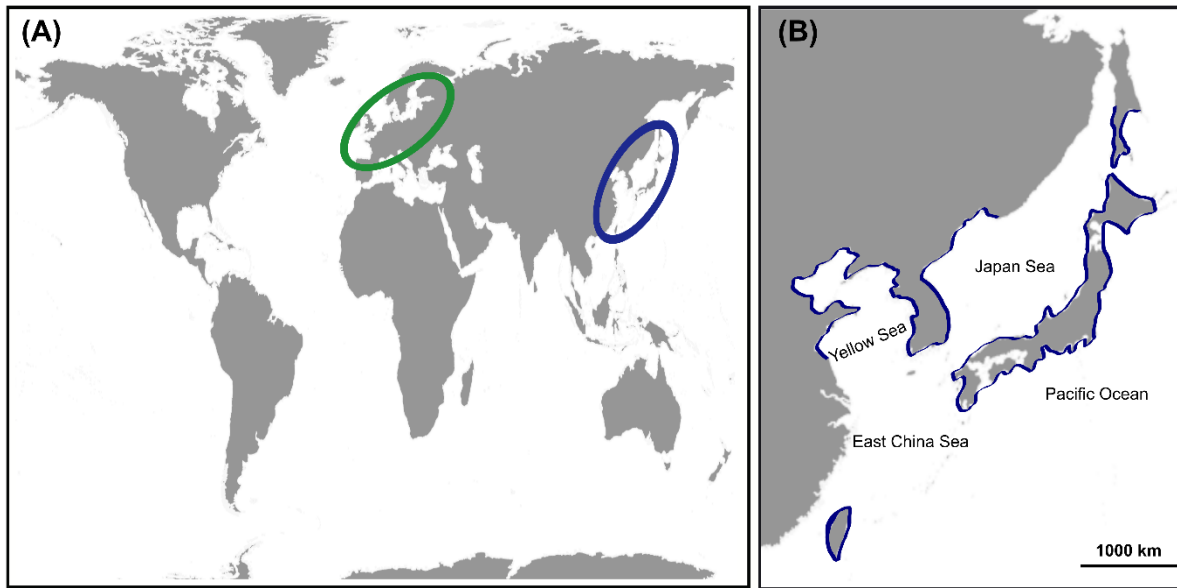 (A)
(B)
Japan Sea
Yellow Sea
Pacific Ocean
East China Sea
1000 km